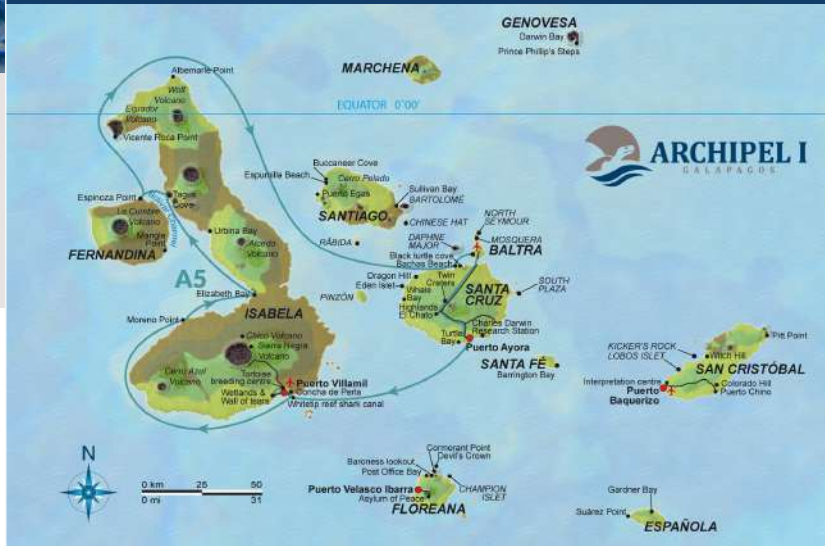 GENOVESA
Darwin Bay
Prince Phillip's Steps
MARCHENA
Albemarle Point
Wolf
Volcano
Equador
Volcano
EQUATOR 0°00'
Vicente Roca Point
ARCHIPEL I
GALAPAGOS
Buccaneer Cove
Espumilla Beach
Cerro Pelado
Puerto Egas
Sullivan Bay
BARTOLOMÉ
SANTIAGO
CHINESE HAT
Espinoza Point
Tagus
Cove
Bolivar Channel
La Cumbre
Volcano
Mangle
Point
FERNANDINA
Urbina Bay
Alcedo
Volcano
RÁBIDA
NORTH
SEYMOUR
DAPHNE
MAJOR
MOSQUERA
BALTRA
Black turtle cove
Bachas Beach
A5
Elizabeth Bay
Dragon Hill
Eden Islet
Twin
Craters
Whale
Bay
SANTA
CRUZ
SOUTH
PLAZA
PINZÓN
Highlands
El Chato
ISABELA
Moreno Point
Charles Darwin
Research Station
Turtle
Bay
Puerto Ayora
Chico Volcano
Sierra Negra
Volcano
Cerro Azul
Volcano
Tortoise
breeding centre
Puerto Villamil
Concha de Perla
Wetlands &
Wall of tears
Whitetip reef shark canal
SANTA FÉ
Barrington Bay
Pitt Point
KICKER'S ROCK
LOBOS ISLET
Witch Hill
SAN CRISTÓBAL
Interpretation centre
Puerto
Baquerizo
Colorado Hill
Puerto Chino
N
0 km 25 50
0 mi 31
Cormorant Point
Devil's Crown
Baroness lookout
Post Office Bay
Puerto Velasco Ibarra
Asylum of Peace
CHAMPION
ISLET
FLOREANA
Gardner Bay
Suárez Point
ESPAÑOLA